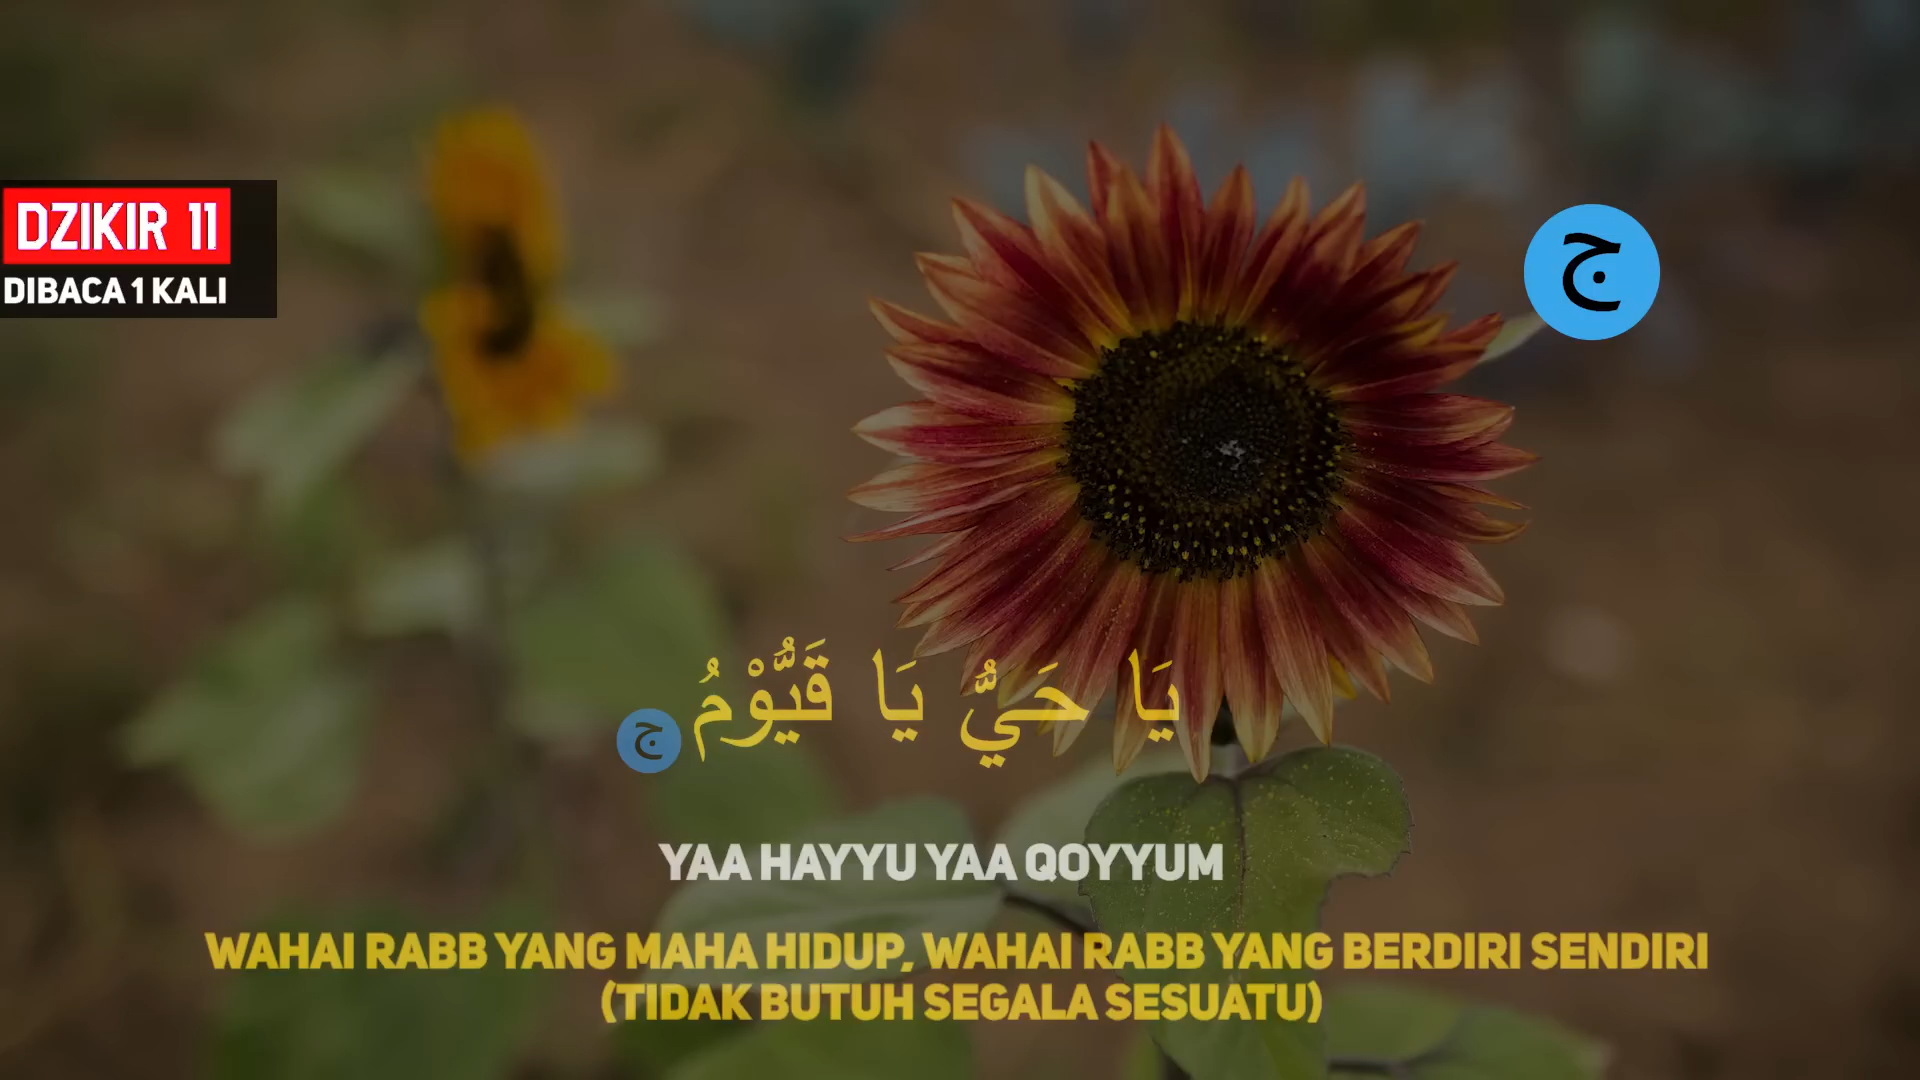 DZIKIR 11
DIBACA 1 KALI
ج
يَا حَيُّ يَا قَيُّوْمُ ج
YAA HAYYU YAA QOYYUM
WAHAI RABB YANG MAHA HIDUP, WAHAI RABB YANG BERDIRI SENDIRI
(TIDAK BUTUH SEGALA SESUATU)